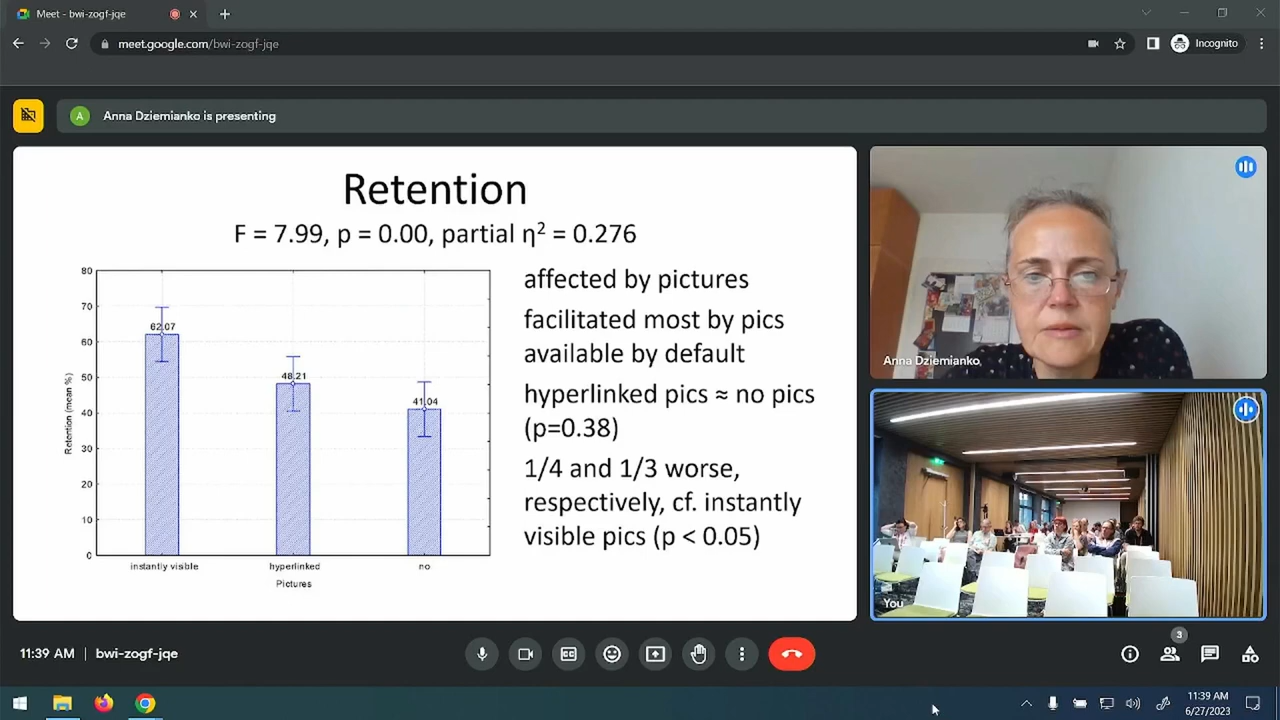 Meet - bwi-zogf-jqe
meet.google.com/bwi-zogf-jqe
Incognito
A
Anna Dziemianko is presenting
Retention
F = 7.99, p = 0.00, partial η² = 0.276
80
70
60
50
40
30
20
10
0
Retention (mean %)
62.07
48.21
41.04
instantly visible
hyperlinked
no
Pictures
affected by pictures
facilitated most by pics
available by default
hyperlinked pics ≈ no pics
(p=0.38)
1/4 and 1/3 worse,
respectively, cf. instantly
visible pics (p < 0.05)
Anna Dziemianko
You
11:39 AM | bwi-zogf-jqe
3
11:39 AM
6/27/2023